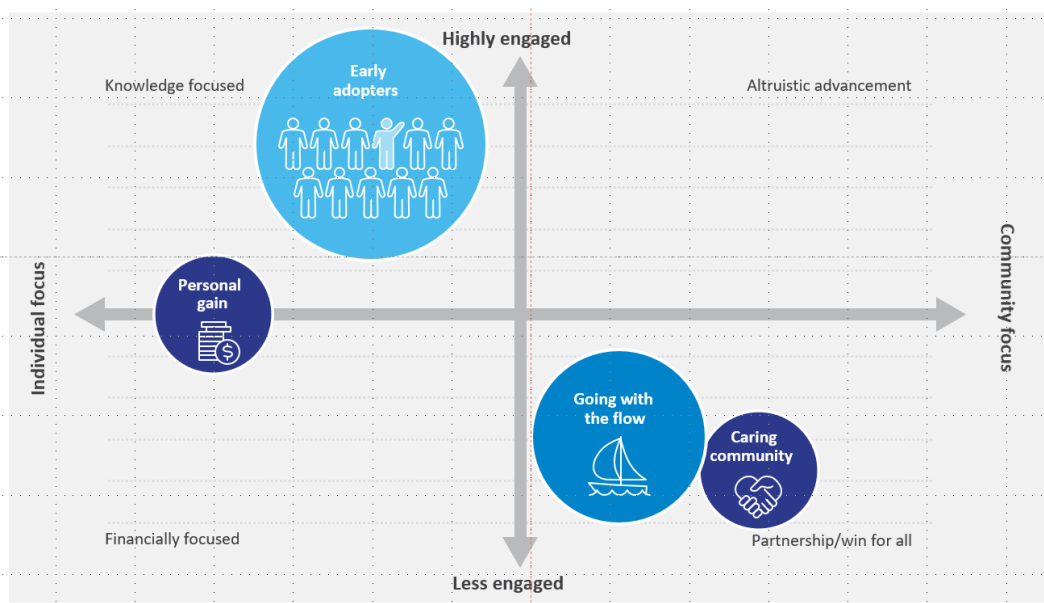 Highly engaged
Early
adopters
Knowledge focused
Altruistic advancement
Individual focus
Personal
gain
$
Community focus
Going with
the flow
Caring
community
Financially focused
Partnership/win for all
Less engaged